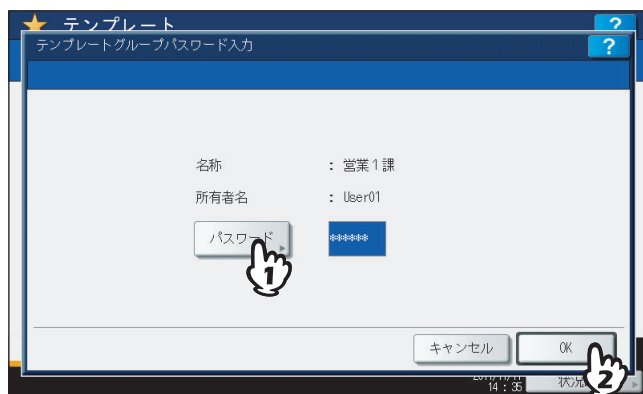 テンプレート
?
テンプレートグループパスワード入力
?
名称 : 営業1課
所有者名 : User01
パスワード ******
1
キャンセル
OK
2
14:35
状況